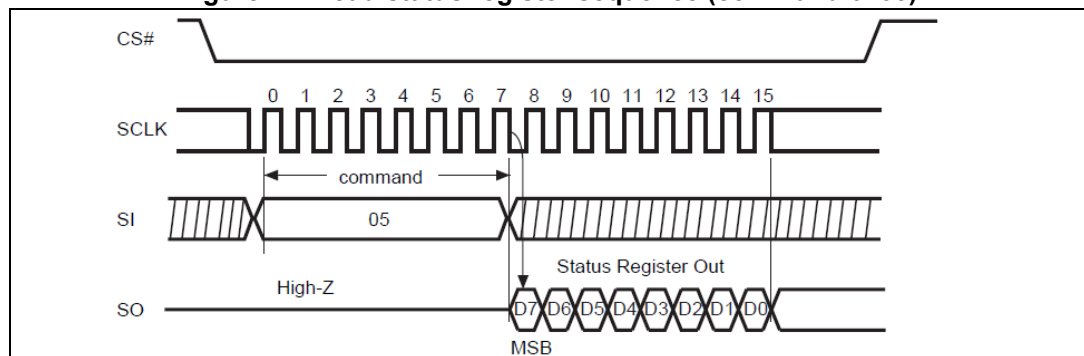 CS#
0 1 2 3 4 5 6 7 8 9 10 11 12 13 14 15
SCLK
command
SI
05
Status Register Out
High-Z
SO
D7 D6 D5 D4 D3 D2 D1 D0
MSB